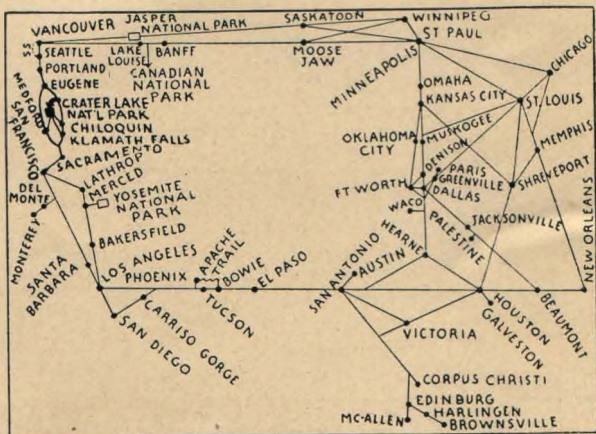 VANCOUVER
JASPER
NATIONAL PARK
SASKATOON
WINNIPEG
ST PAUL
S.S.
SEATTLE
LAKE
LOUISE
BANFF
MOOSE
JAW
MINNEAPOLIS
CHICAGO
PORTLAND
CANADIAN
NATIONAL
PARK
EUGENE
MEDFORD
CRATER LAKE
NAT'L PARK
CHILOQUIN
KLAMATH FALLS
OMAHA
KANSAS CITY
ST. LOUIS
SAN
FRANCISCO
SACRAMENTO
OKLAHOMA
CITY
MUSKOGEE
MEMPHIS
LATHROP
MERCED
DENISON
PARIS
GREENVILLE
SHREVEPORT
DEL
MONTE
YOSEMITE
NATIONAL
PARK
FT WORTH
DALLAS
WACO
MONTEREY
PALESTINE
JACKSONVILLE
NEW ORLEANS
BAKERSFIELD
HEARNE
SANTA
BARBARA
LOS ANGELES
PHOENIX
APACHE
TRAIL
BOWIE
EL PASO
TUCSON
SAN ANTONIO
AUSTIN
HOUSTON
GALVESTON
BEAUMONT
SAN DIEGO
CARRISO GORGE
VICTORIA
CORPUS CHRISTI
EDINBURG
MC-ALLEN
HARLINGEN
BROWNSVILLE